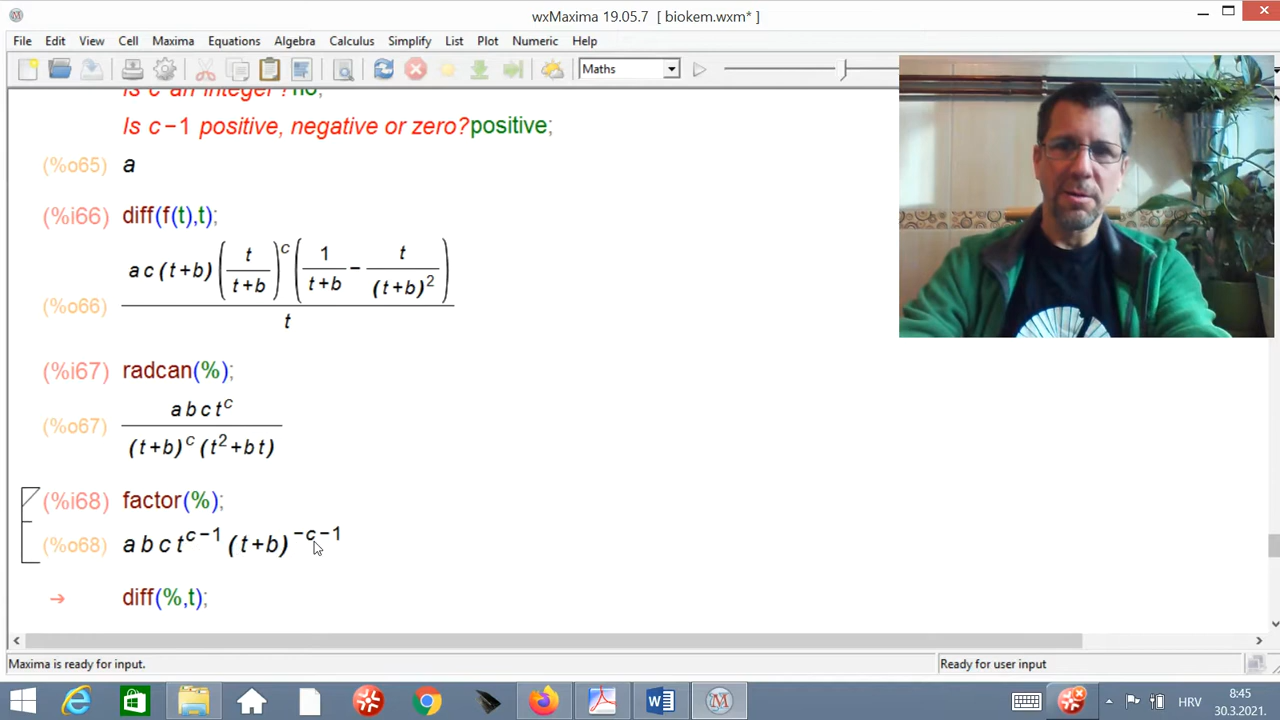 wxMaxima 19.05.7 [ biokem.wxm* ]
File Edit View Cell Maxima Equations Algebra Calculus Simplify List Plot Numeric Help
Maths
Is c an integer ?no;
Is c−1 positive, negative or zero?positive;
(%o65) a
(%i66) diff(f(t),t);
(%o66) a c (t+b) (t/(t+b))^c (1/(t+b) − t/(t+b)^2) / t
(%i67) radcan(%);
(%o67) a b c t^c / ((t+b)^c (t^2+b t))
(%i68) factor(%);
(%o68) a b c t^(c−1) (t+b)^(−c−1)
diff(%,t);
Maxima is ready for input. Ready for user input
HRV 8:45
30.3.2021.